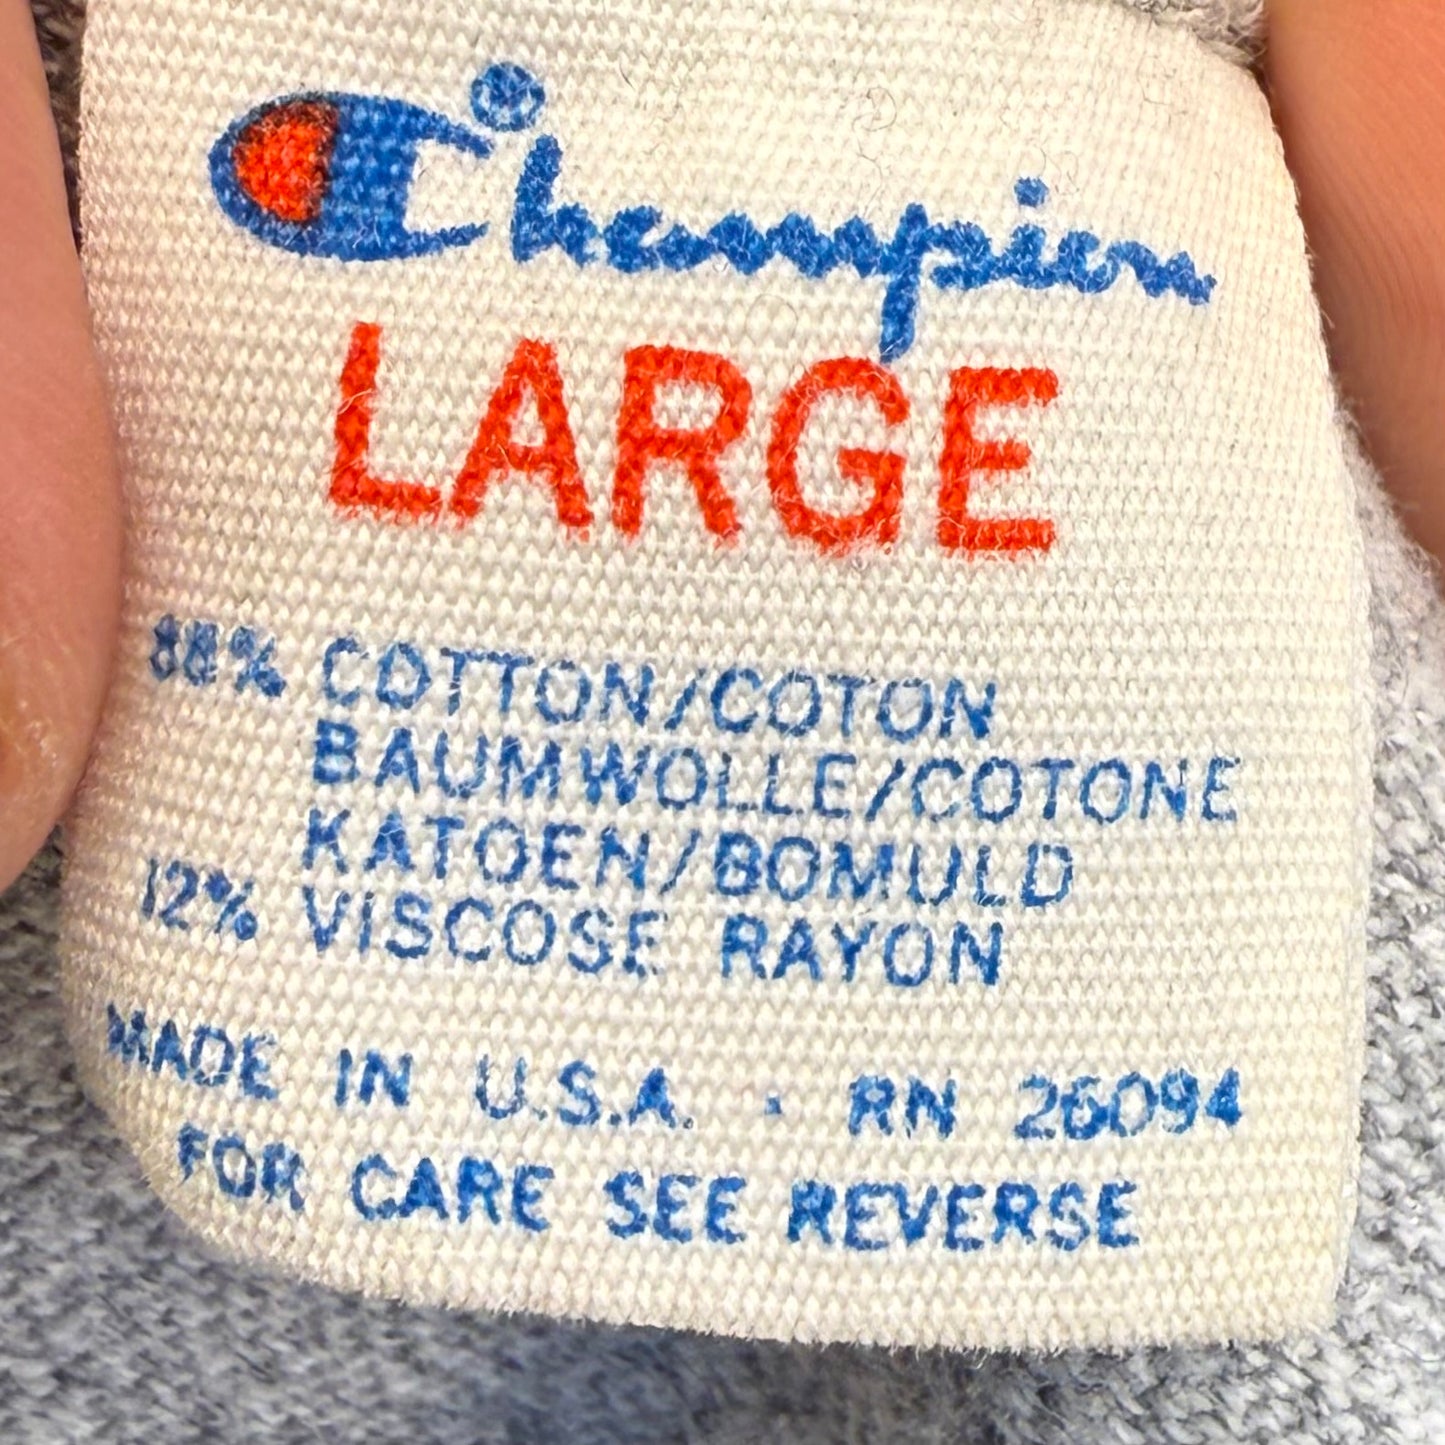 Champion
LARGE
88% COTTON/COTON
BAUMWOLLE/COTONE
KATOEN/BOMULD
12% VISCOSE RAYON
MADE IN U.S.A. · RN 26094
FOR CARE SEE REVERSE